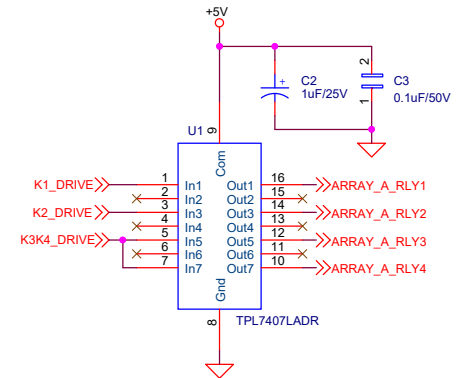 +5V
C2
1uF/25V
+
2
C3
1
0.1uF/50V
U1
9
Com
K1_DRIVE 1 In1 Out1 16 ARRAY_A_RLY1
2 In2 Out2 15
K2_DRIVE 3 In3 Out3 14 ARRAY_A_RLY2
4 In4 Out4 13
K3K4_DRIVE 5 In5 Out5 12 ARRAY_A_RLY3
6 In6 Out6 11
7 In7 Out7 10 ARRAY_A_RLY4
Gnd
8
TPL7407LADR